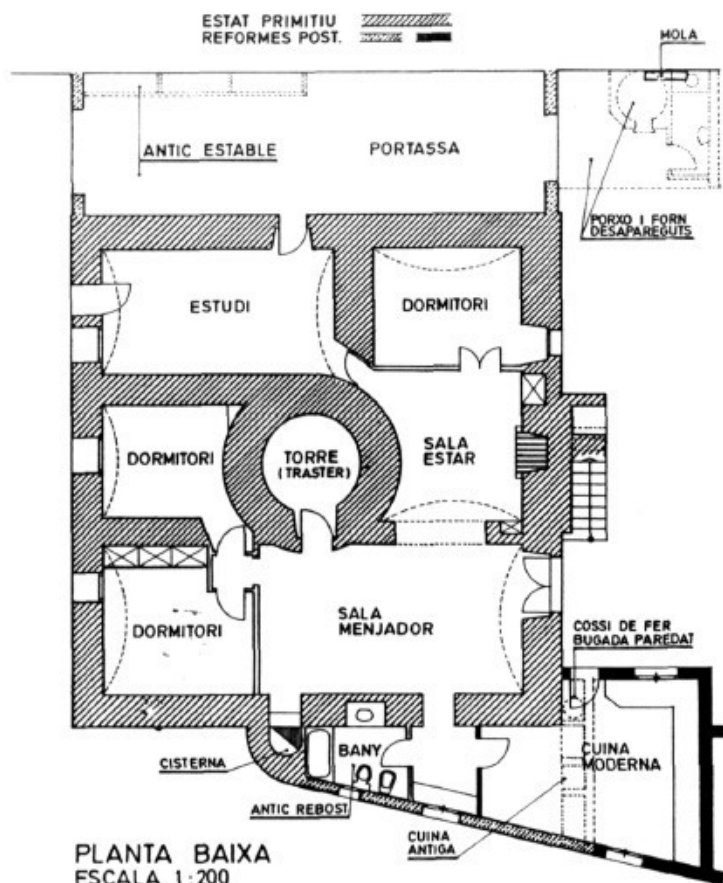 ESTAT PRIMITIU
REFORMES POST.
MOLA
ANTIC ESTABLE
PORTASSA
PORXO I FORN
DESAPAREGUTS
ESTUDI
DORMITORI
DORMITORI
TORRE
(TRASTER)
SALA
ESTAR
DORMITORI
SALA
MENJADOR
COSSI DE FER
BUGADA PAREDAT
CISTERNA
BANY
CUINA
MODERNA
ANTIC REBOST
CUINA
ANTIGA
PLANTA BAIXA
ESCALA 1:200